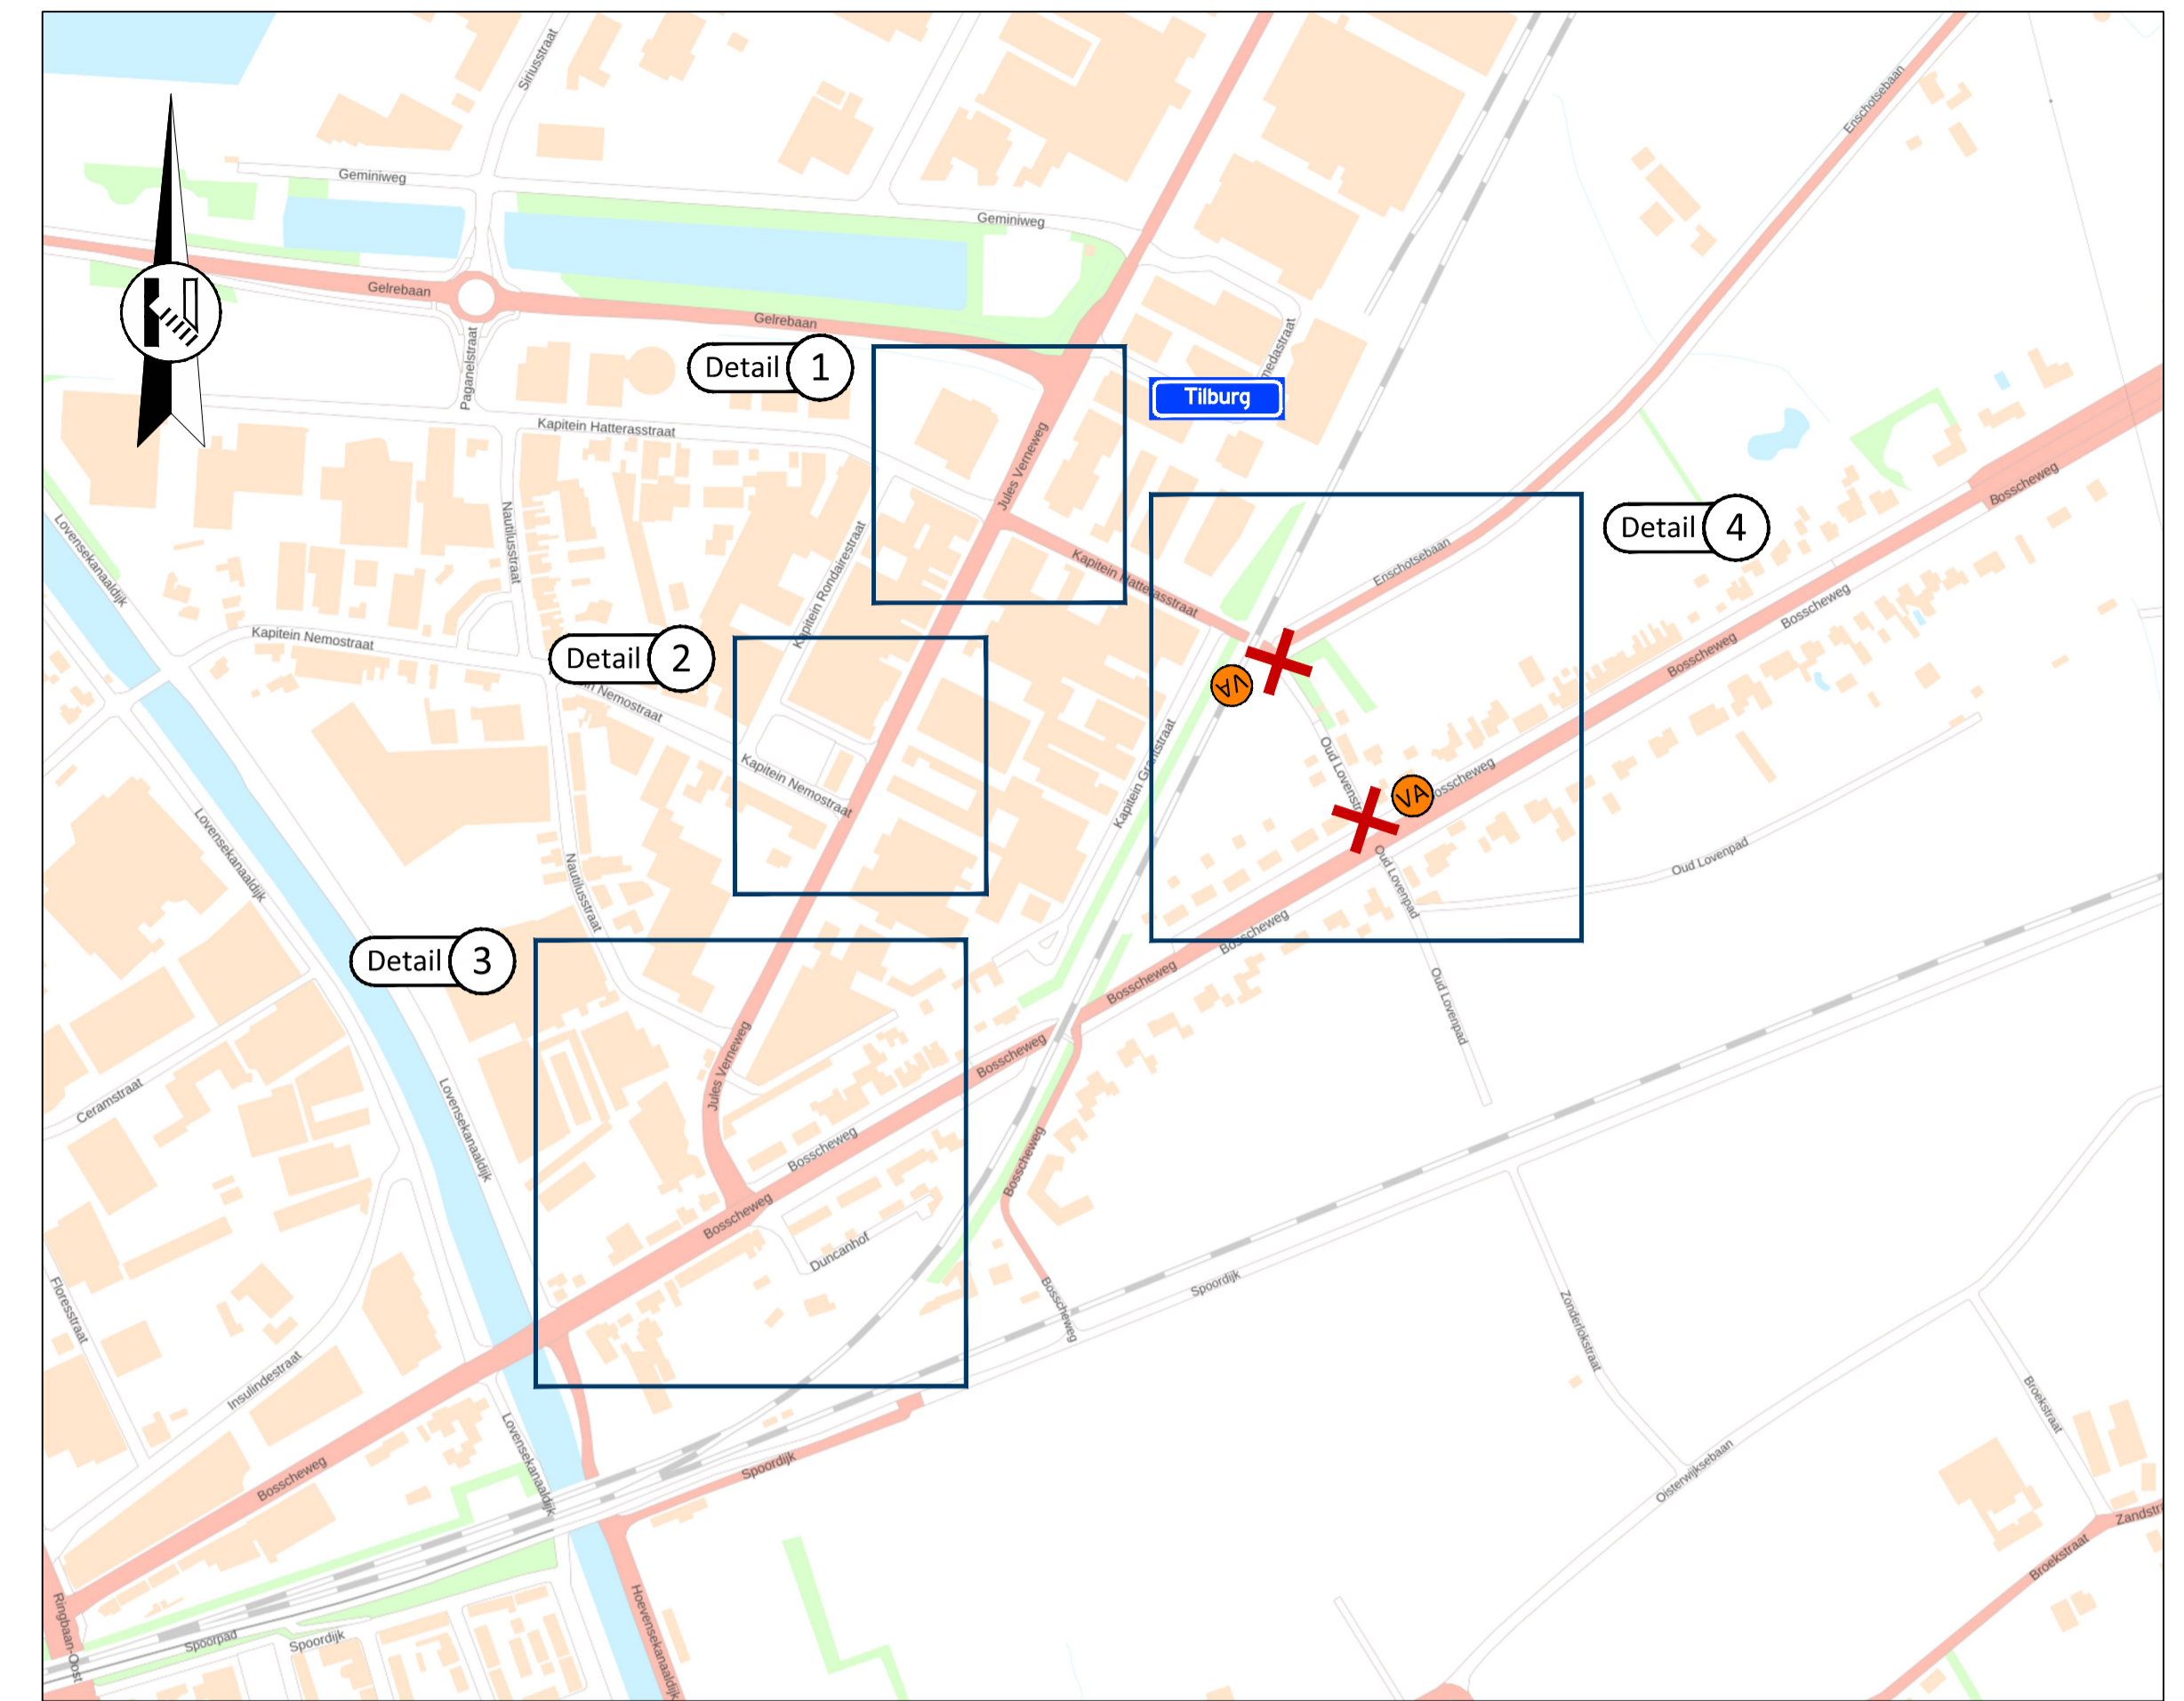 Siriusstraat
Enschotsebaan
Geminiweg
Geminiweg
Gelrebaan
Gelrebaan
Paganelstraat
Detail 1
Tilburg
Kapitein Hatterasstraat
Jules Verneweg
Bosscheweg
Lovensekanaaldijk
Nautilusstraat
Kapitein Rondairestraat
Kapitein Hatterasstraat
Enschotsebaan
Detail 4
Kapitein Nemostraat
Detail 2
Nemostraat
VA
Bosscheweg
Bosscheweg
Kapitein Nemostraat
Kapitein Grantstraat
Oud Lovenstr
VA
osscheweg
Lovensekanaaldijk
Nautilusstraat
Oud Lovenpad
Oud Lovenpad
Bosscheweg
Detail 3
Bosscheweg
Oud Lovenpad
Jules Verneweg
Bosscheweg
Ceramstraat
Lovensekanaaldijk
Bosscheweg
Bosscheweg
Bosscheweg
Duncanhof
Floresstraat
Bosscheweg
Spoordijk
Zonderlokstraat
Insulindestraat
Broekstraat
Lovensekanaaldijk
Bosscheweg
Spoordijk
Oisterwijksebaan
Zandstr
Broekstraat
Ringbaan-Oost
Spoorpad
Spoordijk
Hoevensekanaaldijk